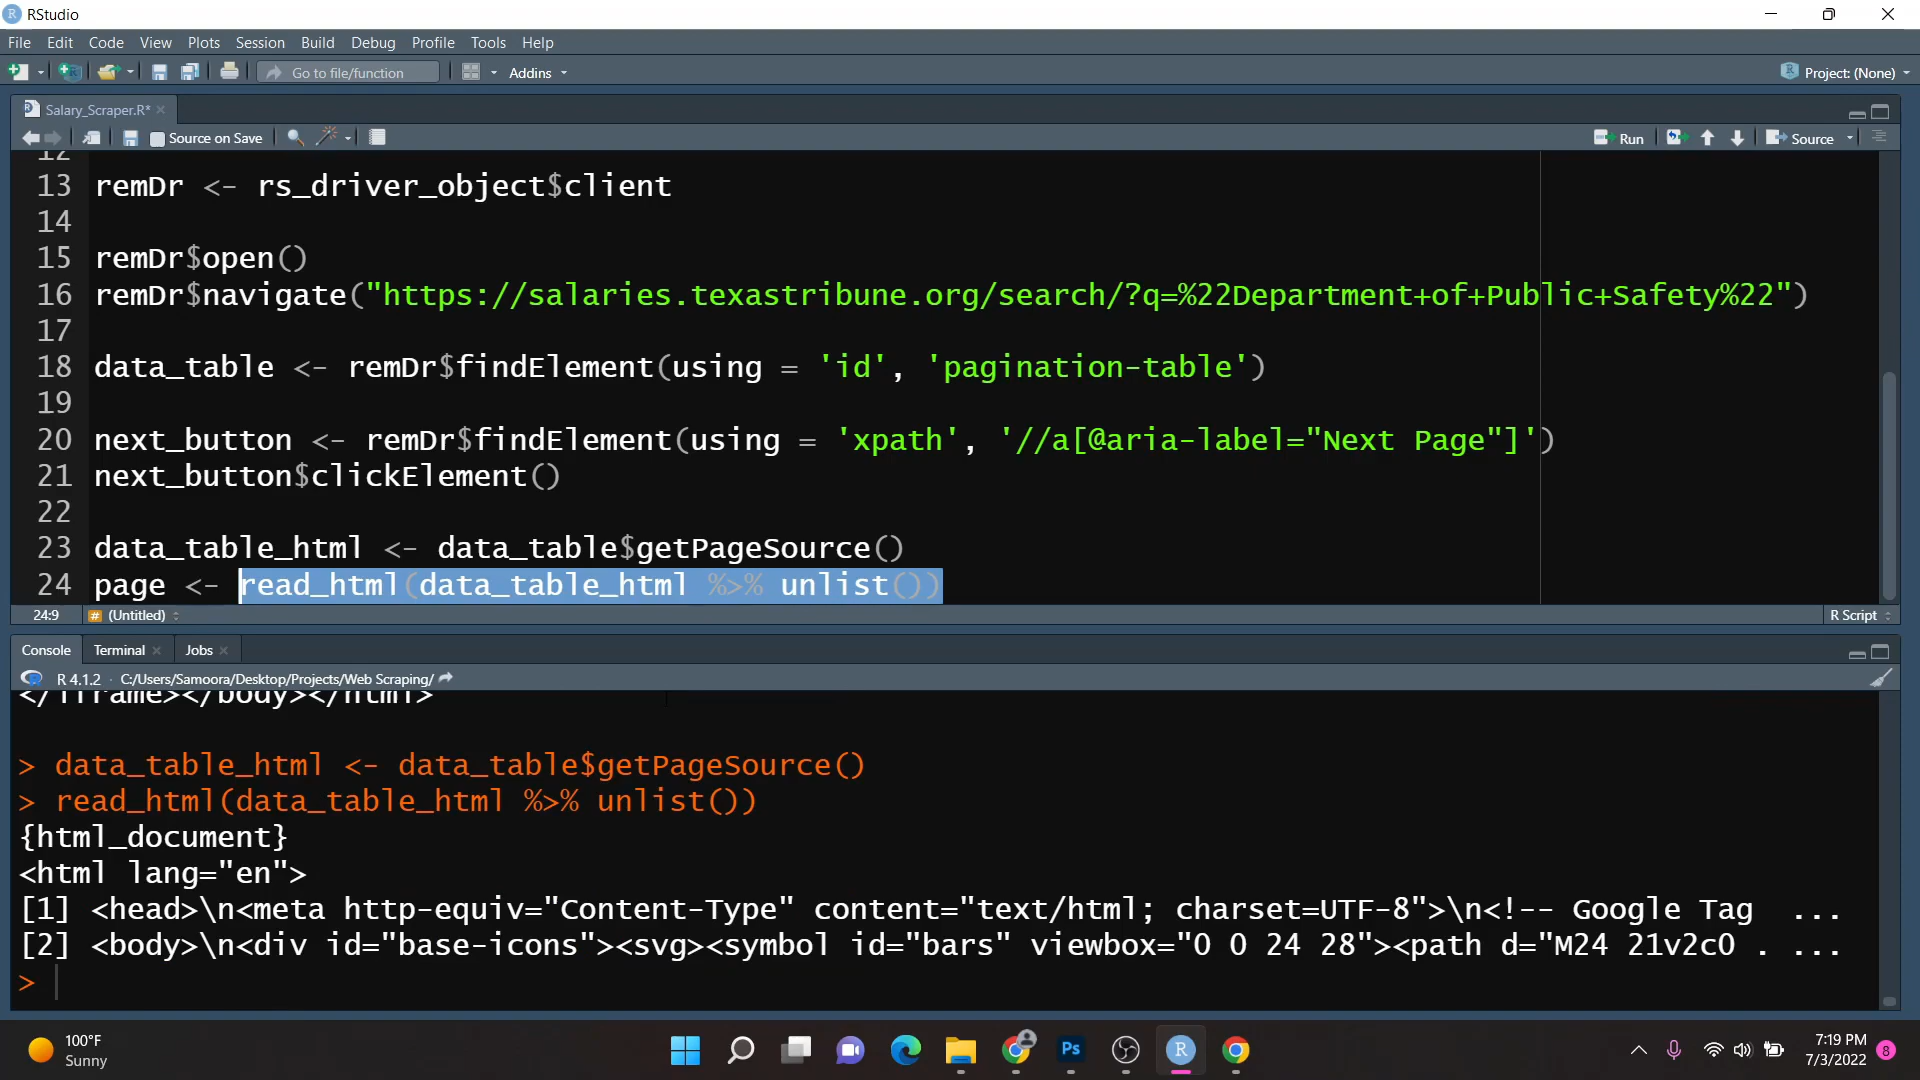 RStudio
File Edit Code View Plots Session Build Debug Profile Tools Help
Go to file/function Addins Project: (None)
Salary_Scraper.R*
Source on Save Run Source
12
13 remDr <- rs_driver_object$client
14
15 remDr$open()
16 remDr$navigate("https://salaries.texastribune.org/search/?q=%22Department+of+Public+Safety%22")
17
18 data_table <- remDr$findElement(using = 'id', 'pagination-table')
19
20 next_button <- remDr$findElement(using = 'xpath', '//a[@aria-label="Next Page"]')
21 next_button$clickElement()
22
23 data_table_html <- data_table$getPageSource()
24 page <- read_html(data_table_html %>% unlist())
24:9 # (Untitled) R Script
Console Terminal Jobs
R R 4.1.2 · C:/Users/Samoora/Desktop/Projects/Web Scraping/
</iframe></body></html>
> data_table_html <- data_table$getPageSource()
> read_html(data_table_html %>% unlist())
{html_document}
<html lang="en">
[1] <head>\n<meta http-equiv="Content-Type" content="text/html; charset=UTF-8">\n<!-- Google Tag ...
[2] <body>\n<div id="base-icons"><svg><symbol id="bars" viewbox="0 0 24 28"><path d="M24 21v2c0 . ...
>
100°F
Sunny
Ps
R
7:19 PM
7/3/2022
8